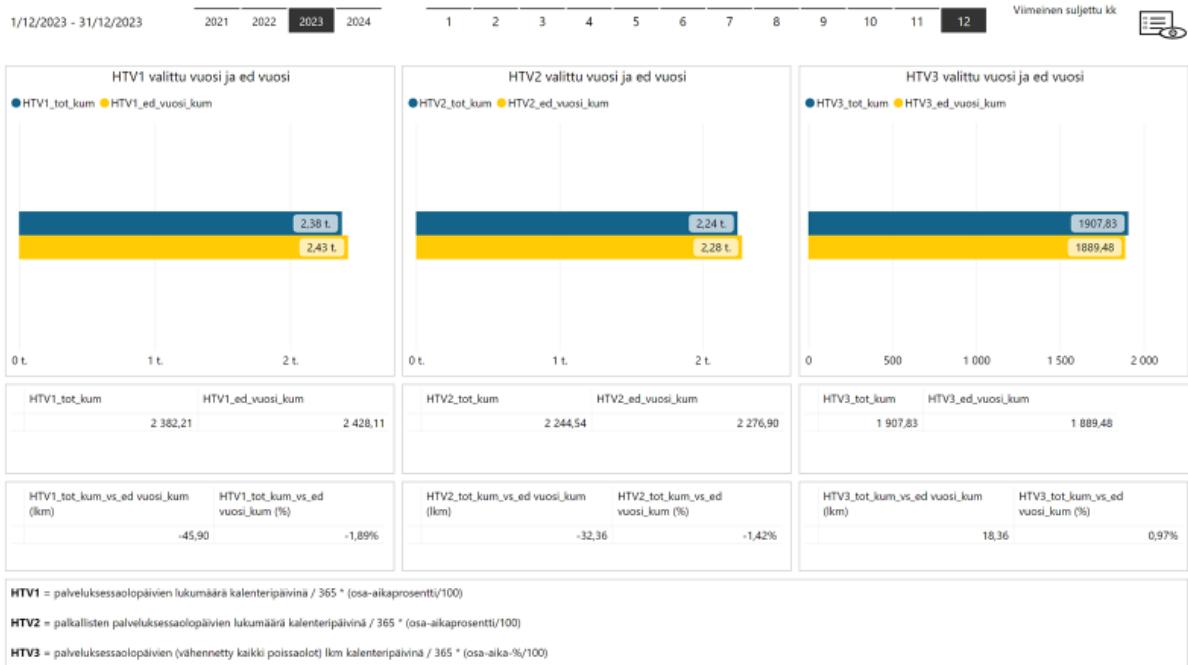 1/12/2023 - 31/12/2023
2021 2022 2023 2024
1 2 3 4 5 6 7 8 9 10 11 12
Viimeinen suljettu kk
HTV1 valittu vuosi ja ed vuosi
HTV1_tot_kum HTV1_ed_vuosi_kum
2,38 t.
2,43 t.
0 t. 1 t. 2 t.
HTV2 valittu vuosi ja ed vuosi
HTV2_tot_kum HTV2_ed_vuosi_kum
2,24 t.
2,28 t.
0 t. 1 t. 2 t.
HTV3 valittu vuosi ja ed vuosi
HTV3_tot_kum HTV3_ed_vuosi_kum
1907,83
1889,48
0 500 1 000 1 500 2 000
HTV1_tot_kum HTV1_ed_vuosi_kum
2 382,21 2 428,11
HTV2_tot_kum HTV2_ed_vuosi_kum
2 244,54 2 276,90
HTV3_tot_kum HTV3_ed_vuosi_kum
1 907,83 1 889,48
HTV1_tot_kum_vs_ed vuosi_kum HTV1_tot_kum_vs_ed
(lkm) vuosi_kum (%)
-45,90 -1,89%
HTV2_tot_kum_vs_ed vuosi_kum HTV2_tot_kum_vs_ed
(lkm) vuosi_kum (%)
-32,36 -1,42%
HTV3_tot_kum_vs_ed vuosi_kum HTV3_tot_kum_vs_ed
(lkm) vuosi_kum (%)
18,36 0,97%
HTV1 = palveluksessaolopäivien lukumäärä kalenteripäivinä / 365 * (osa-aikaprosentti/100)
HTV2 = palkallisten palveluksessaolopäivien lukumäärä kalenteripäivinä / 365 * (osa-aikaprosentti/100)
HTV3 = palveluksessaolopäivien (vähennetty kaikki poissaolot) lkm kalenteripäivinä / 365 * (osa-aika-%/100)